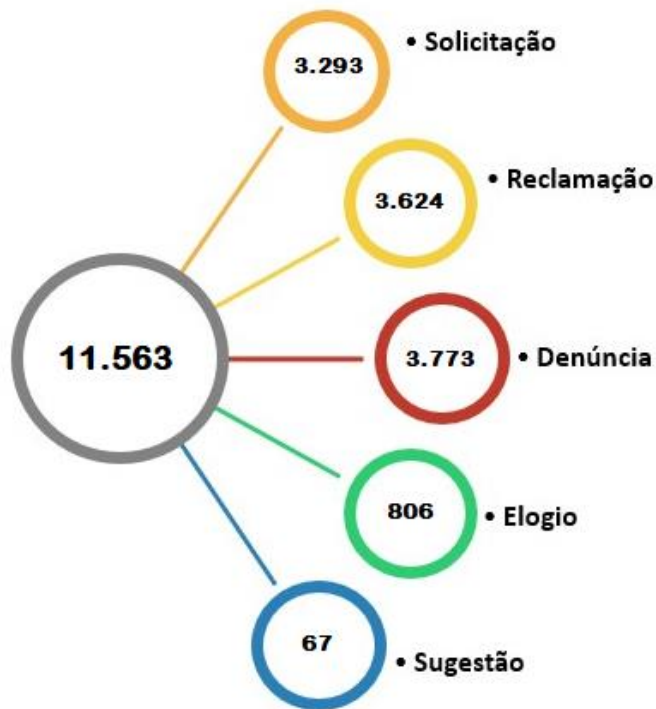 3.293
• Solicitação
3.624
• Reclamação
11.563
3.773
• Denúncia
806
• Elogio
67
• Sugestão